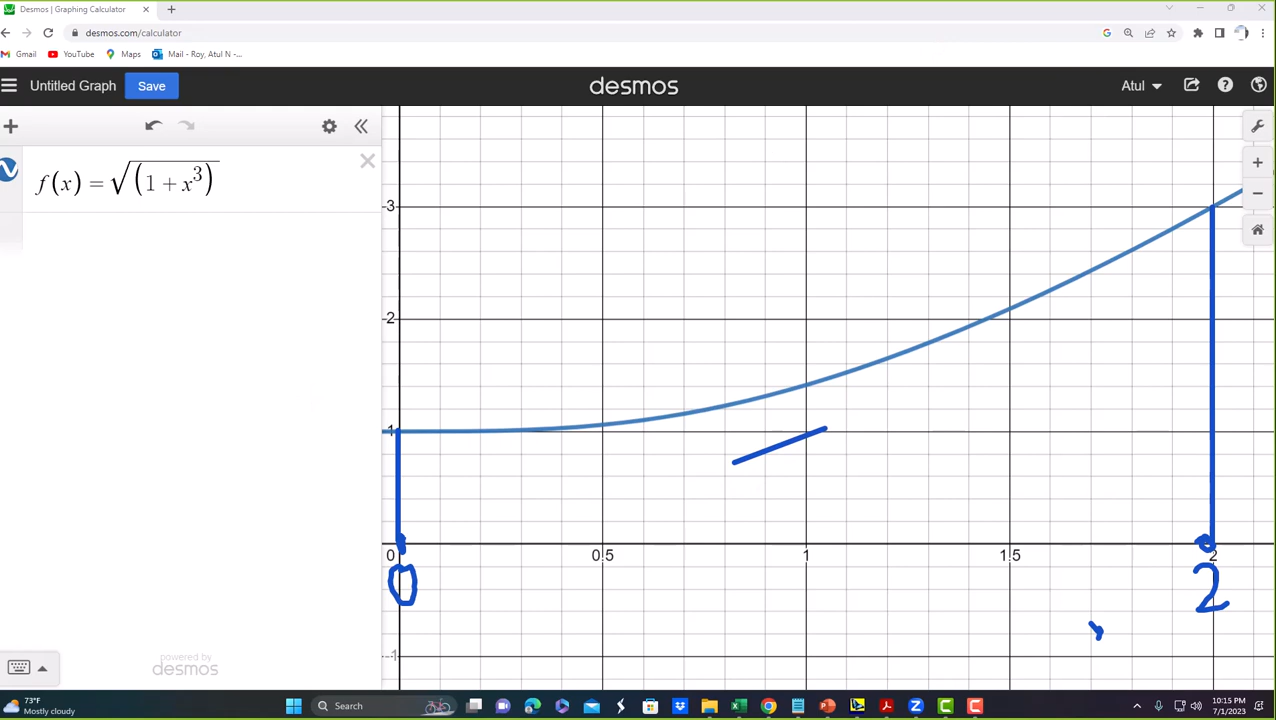 Desmos | Graphing Calculator
desmos.com/calculator
Gmail YouTube Maps Mail - Roy, Atul N -...
Untitled Graph Save desmos Atul
f(x) = √(1 + x³)
3
2
1
0 0.5 1 1.5 2
0 2
-1
powered by
desmos
73°F
Mostly cloudy
Search
10:15 PM
7/1/2023